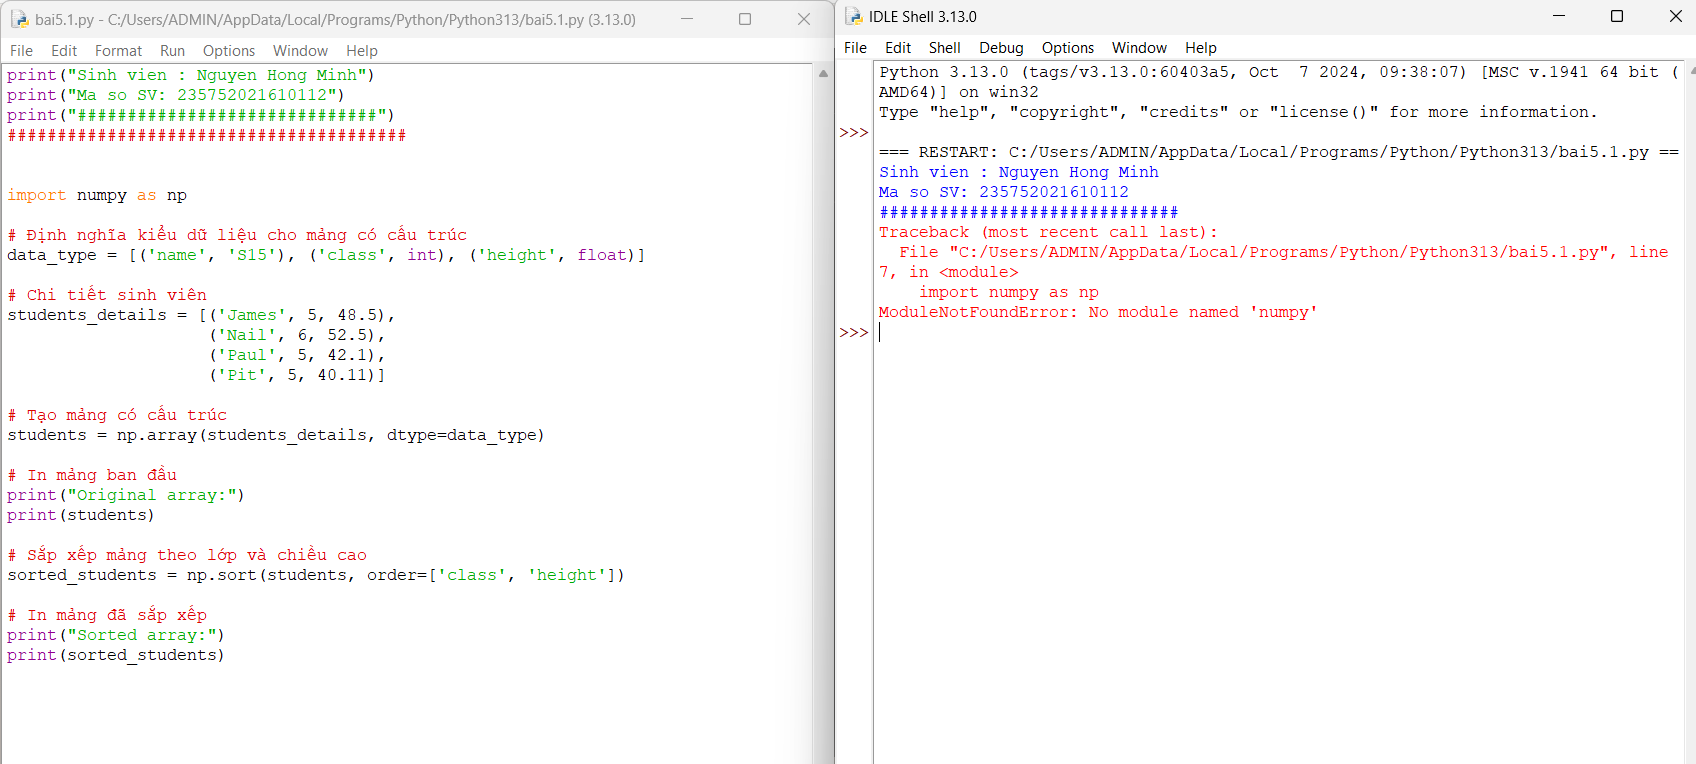 bai5.1.py - C:/Users/ADMIN/AppData/Local/Programs/Python/Python313/bai5.1.py (3.13.0)
File Edit Format Run Options Window Help
print("Sinh vien : Nguyen Hong Minh")
print("Ma so SV: 235752021610112")
print("##############################")
########################################
import numpy as np
# Định nghĩa kiểu dữ liệu cho mảng có cấu trúc
data_type = [('name', 'S15'), ('class', int), ('height', float)]
# Chi tiết sinh viên
students_details = [('James', 5, 48.5),
('Nail', 6, 52.5),
('Paul', 5, 42.1),
('Pit', 5, 40.11)]
# Tạo mảng có cấu trúc
students = np.array(students_details, dtype=data_type)
# In mảng ban đầu
print("Original array:")
print(students)
# Sắp xếp mảng theo lớp và chiều cao
sorted_students = np.sort(students, order=['class', 'height'])
# In mảng đã sắp xếp
print("Sorted array:")
print(sorted_students)
IDLE Shell 3.13.0
File Edit Shell Debug Options Window Help
Python 3.13.0 (tags/v3.13.0:60403a5, Oct  7 2024, 09:38:07) [MSC v.1941 64 bit (
AMD64)] on win32
Type "help", "copyright", "credits" or "license()" for more information.
>>>
=== RESTART: C:/Users/ADMIN/AppData/Local/Programs/Python/Python313/bai5.1.py ==
Sinh vien : Nguyen Hong Minh
Ma so SV: 235752021610112
##############################
Traceback (most recent call last):
File "C:/Users/ADMIN/AppData/Local/Programs/Python/Python313/bai5.1.py", line
7, in <module>
import numpy as np
ModuleNotFoundError: No module named 'numpy'
>>>